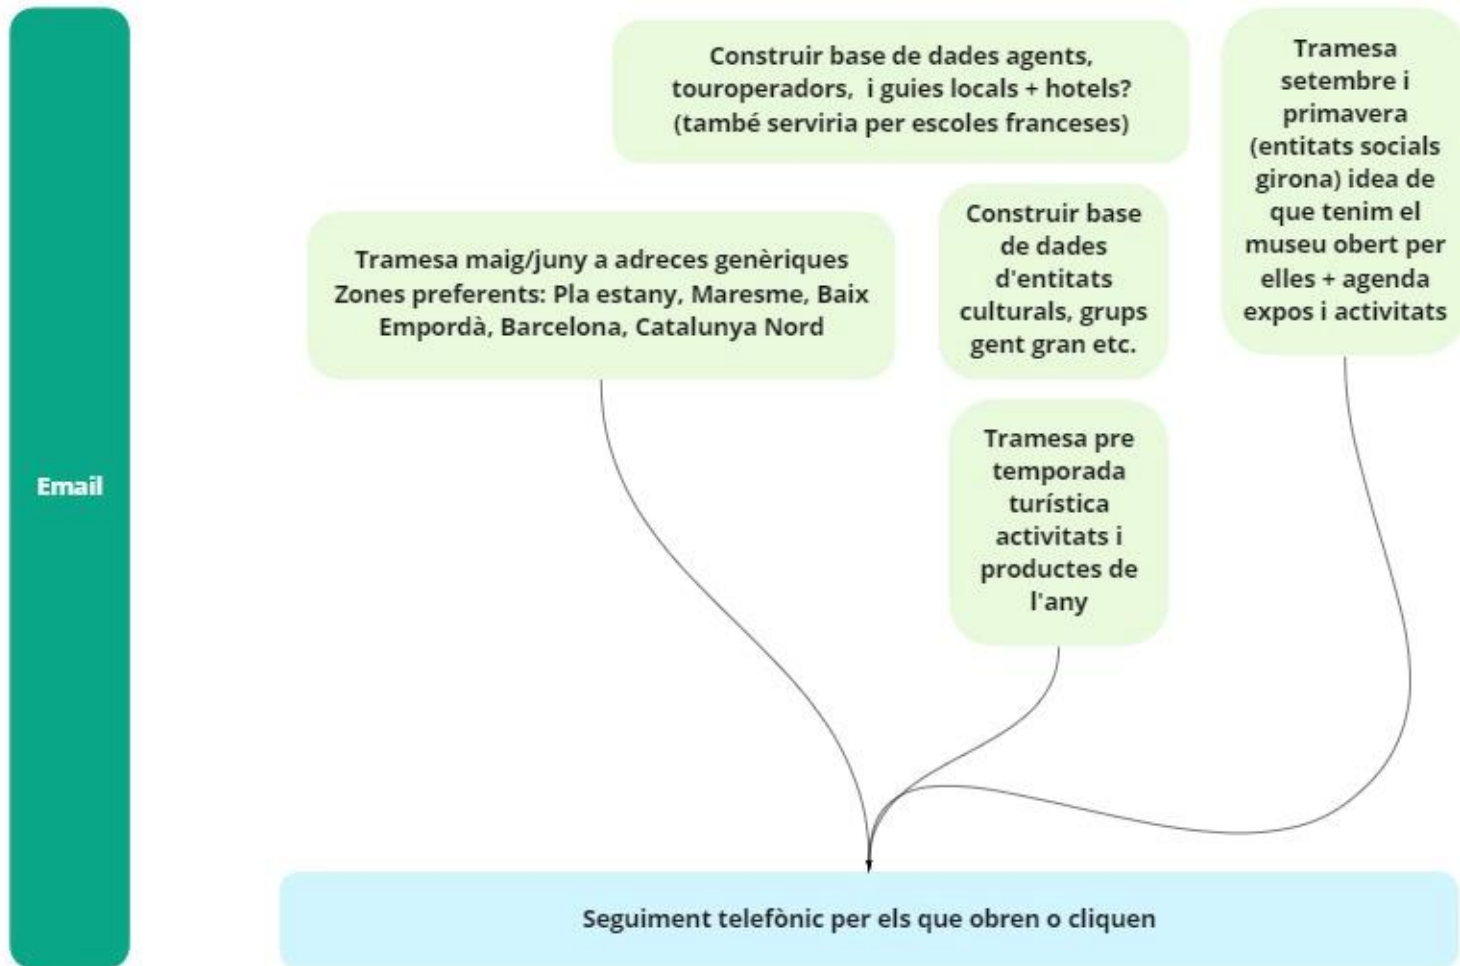 Email
Construir base de dades agents,
touroperadors, i guies locals + hotels?
(també serviria per escoles franceses)
Tramesa
setembre i
primavera
(entitats socials
girona) idea de
que tenim el
museu obert per
elles + agenda
expos i activitats
Tramesa maig/juny a adreces genèriques
Zones preferents: Pla estany, Maresme, Baix
Empordà, Barcelona, Catalunya Nord
Construir base
de dades
d'entitats
culturals, grups
gent gran etc.
Tramesa pre
temporada
turística
activitats i
productes de
l'any
Seguiment telefònic per els que obren o cliquen